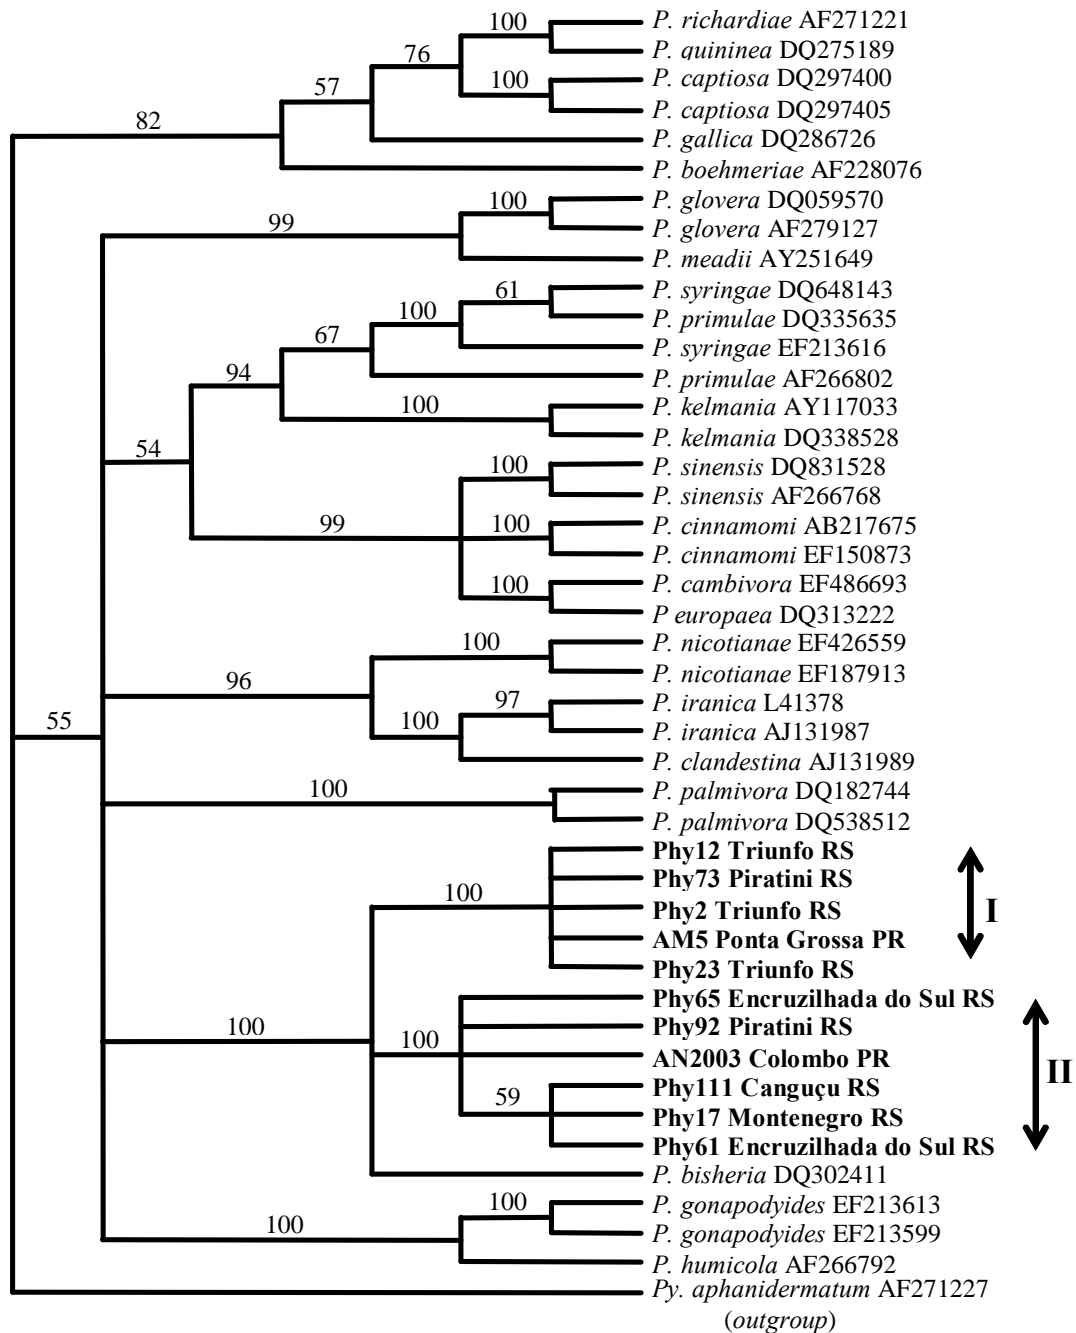 100
P. richardiae AF271221
76
P. quininea DQ275189
57
100
P. captiosa DQ297400
P. captiosa DQ297405
82
P. gallica DQ286726
P. boehmeriae AF228076
99
100
P. glovera DQ059570
P. glovera AF279127
P. meadii AY251649
61
P. syringae DQ648143
100
P. primulae DQ335635
67
P. syringae EF213616
94
P. primulae AF266802
100
P. kelmania AY117033
54
P. kelmania DQ338528
100
P. sinensis DQ831528
P. sinensis AF266768
99
100
P. cinnamomi AB217675
P. cinnamomi EF150873
100
P. cambivora EF486693
P europaea DQ313222
100
P. nicotianae EF426559
96
P. nicotianae EF187913
97
P. iranica L41378
55
100
P. iranica AJ131987
P. clandestina AJ131989
100
P. palmivora DQ182744
P. palmivora DQ538512
Phy12 Triunfo RS
100
Phy73 Piratini RS
Phy2 Triunfo RS
I
AM5 Ponta Grossa PR
Phy23 Triunfo RS
Phy65 Encruzilhada do Sul RS
100
100
Phy92 Piratini RS
AN2003 Colombo PR
II
59
Phy111 Canguçu RS
Phy17 Montenegro RS
Phy61 Encruzilhada do Sul RS
P. bisheria DQ302411
100
100
P. gonapodyides EF213613
P. gonapodyides EF213599
P. humicola AF266792
Py. aphanidermatum AF271227
(outgroup)